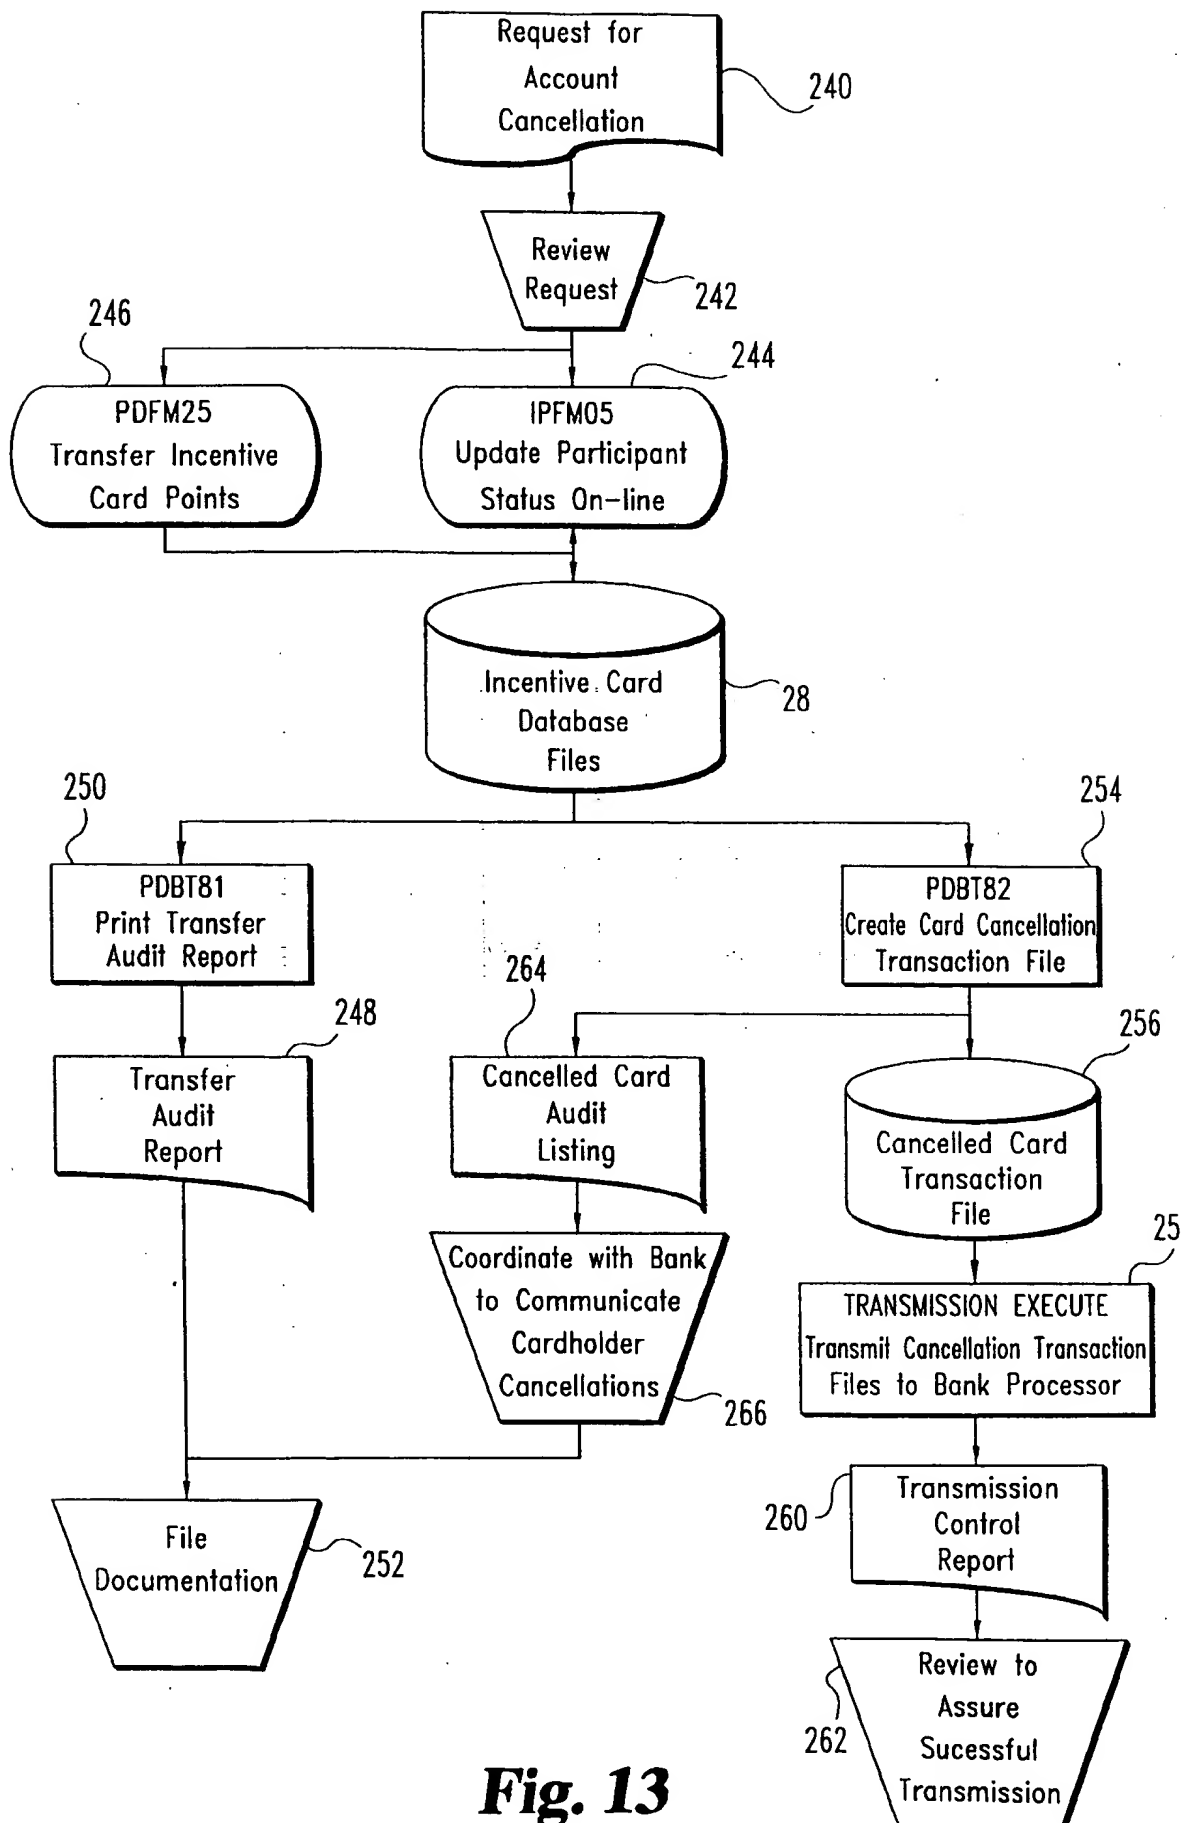 Request for
Account
Cancellation
240
Review
Request
242
246
244
PDFM25
Transfer Incentive
Card Points
IPFM05
Update Participant
Status On-line
Incentive Card
Database
Files
28
250
254
PDBT81
Print Transfer
Audit Report
PDBT82
Create Card Cancellation
Transaction File
264
248
256
Transfer
Audit
Report
Cancelled Card
Audit
Listing
Cancelled Card
Transaction
File
25
Coordinate with Bank
to Communicate
Cardholder
Cancellations
266
TRANSMISSION EXECUTE
Transmit Cancellation Transaction
Files to Bank Processor
260
Transmission
Control
Report
File
Documentation
252
262
Review to
Assure
Sucessful
Transmission
Fig. 13